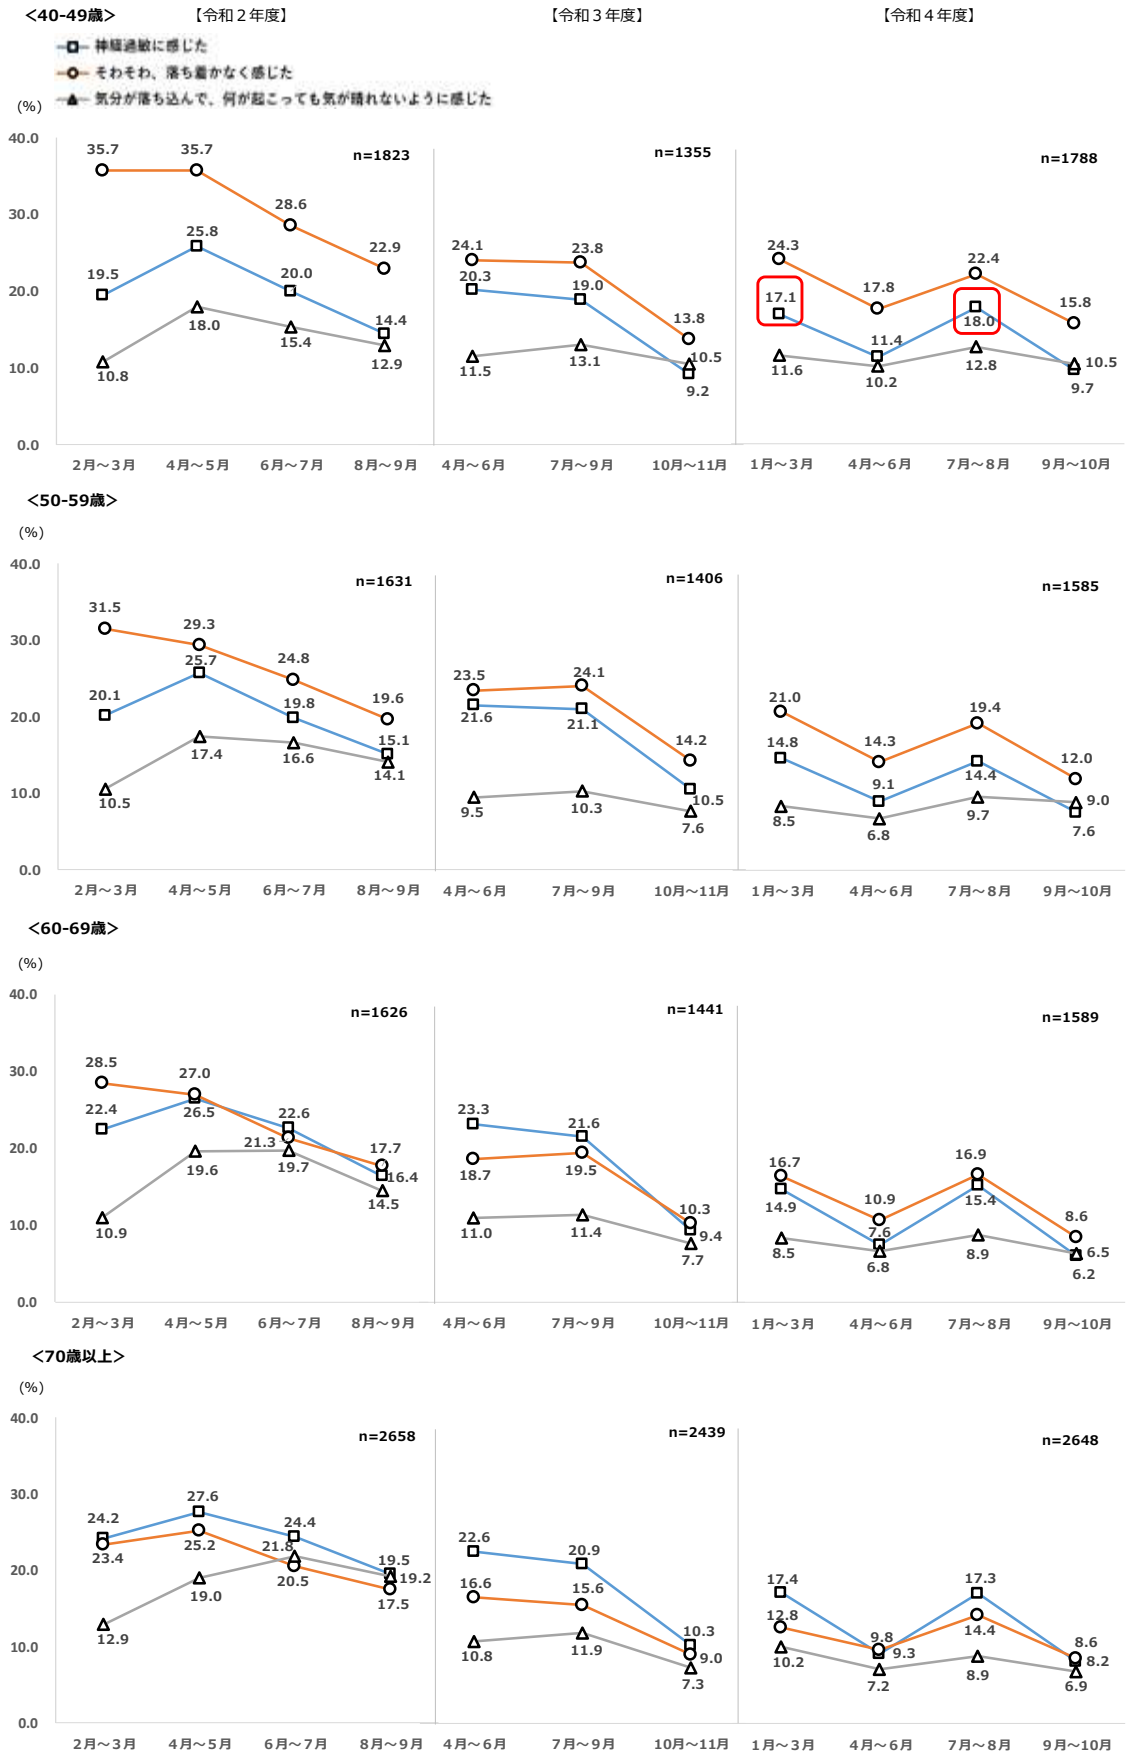 <40-49歳> 【令和２年度】 【令和３年度】 【令和４年度】
神経過敏に感じた
そわそわ、落ち着かなく感じた
気分が落ち込んで、何が起こっても気が晴れないように感じた
(%)
40.0 35.7 35.7 n=1823 n=1355 n=1788
30.0 28.6 22.9 24.1 23.8 24.3 17.8 22.4 15.8
20.0 19.5 25.8 20.0 14.4 20.3 19.0 13.8 17.1 11.4 18.0
10.0 10.8 18.0 15.4 12.9 11.5 13.1 10.5 9.2 11.6 10.2 12.8 10.5 9.7
0.0
2月～3月 4月～5月 6月～7月 8月～9月 4月～6月 7月～9月 10月～11月 1月～3月 4月～6月 7月～8月 9月～10月
<50-59歳>
(%)
40.0 n=1631 n=1406 n=1585
30.0 31.5 29.3 24.8 19.6 23.5 24.1 14.2 21.0 14.3 19.4 12.0
20.0 20.1 25.7 19.8 15.1 21.6 21.1 10.5 14.8 9.1 14.4 7.6
10.0 10.5 17.4 16.6 14.1 9.5 10.3 7.6 8.5 6.8 9.7 9.0
0.0
2月～3月 4月～5月 6月～7月 8月～9月 4月～6月 7月～9月 10月～11月 1月～3月 4月～6月 7月～8月 9月～10月
<60-69歳>
(%)
40.0 n=1626 n=1441 n=1589
30.0 28.5 27.0 21.3 17.7 18.7 19.5 10.3 16.7 10.9 16.9 8.6
20.0 22.4 26.5 22.6 16.4 23.3 21.6 9.4 14.9 7.6 15.4 6.2
10.0 10.9 19.6 19.7 14.5 11.0 11.4 7.7 8.5 6.8 8.9 6.5
0.0
2月～3月 4月～5月 6月～7月 8月～9月 4月～6月 7月～9月 10月～11月 1月～3月 4月～6月 7月～8月 9月～10月
<70歳以上>
(%)
40.0 n=2658 n=2439 n=2648
30.0 24.2 27.6 24.4 19.5 22.6 20.9 10.3 17.4 9.3 17.3 8.2
20.0 23.4 25.2 20.5 17.5 16.6 15.6 9.0 12.8 9.8 14.4 8.6
10.0 12.9 19.0 21.8 19.2 10.8 11.9 7.3 10.2 7.2 8.9 6.9
0.0
2月～3月 4月～5月 6月～7月 8月～9月 4月～6月 7月～9月 10月～11月 1月～3月 4月～6月 7月～8月 9月～10月